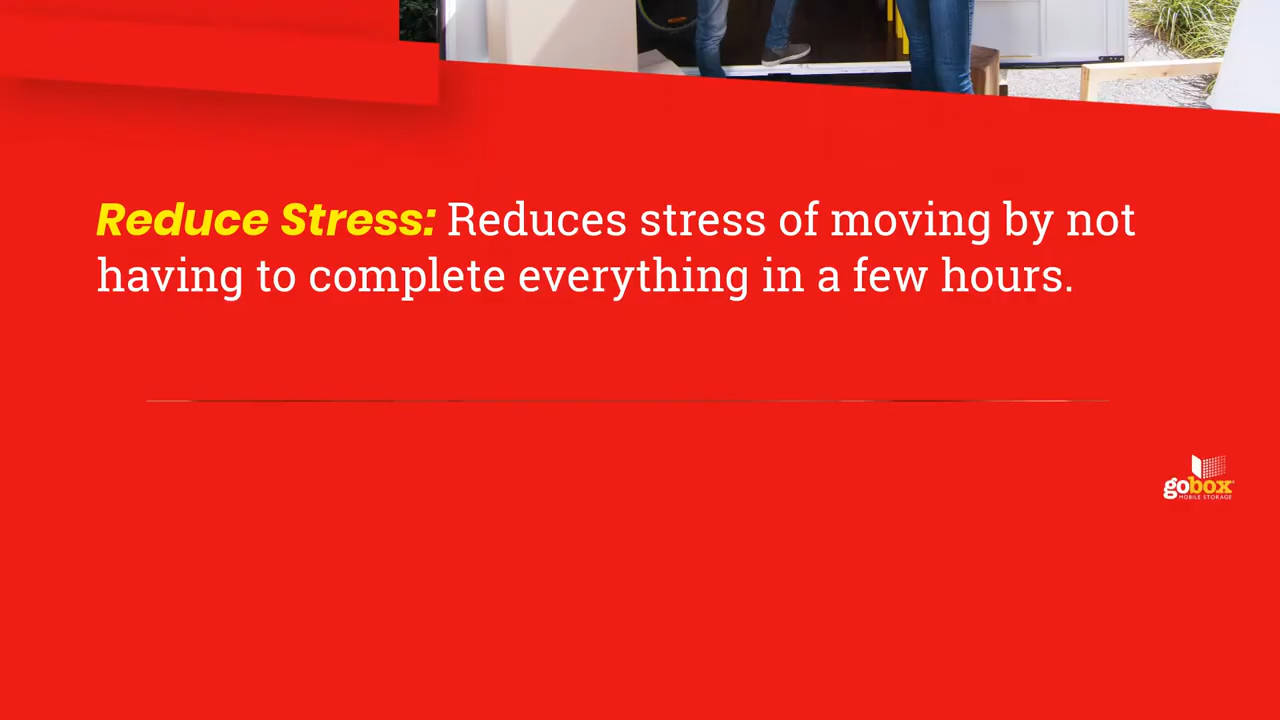 Reduce Stress: Reduces stress of moving by not
having to complete everything in a few hours.
gobox
MOBILE STORAGE